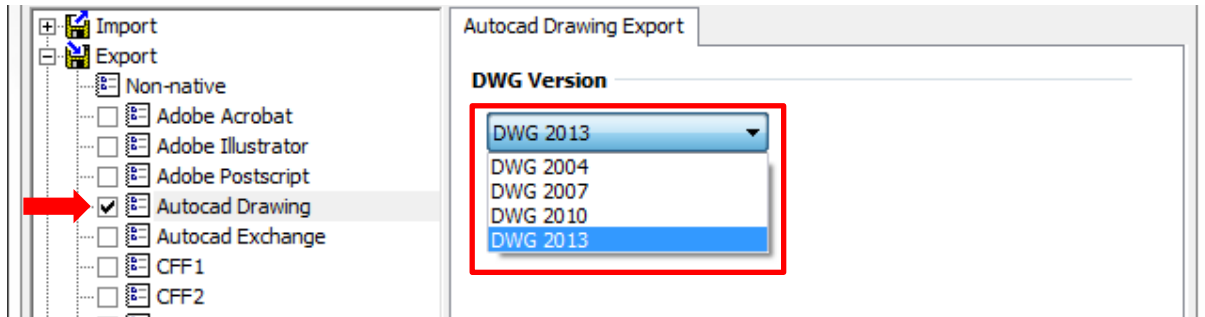 Import
Export
Non-native
Adobe Acrobat
Adobe Illustrator
Adobe Postscript
Autocad Drawing
Autocad Exchange
CFF1
CFF2
Autocad Drawing Export
DWG Version
DWG 2013
DWG 2004
DWG 2007
DWG 2010
DWG 2013